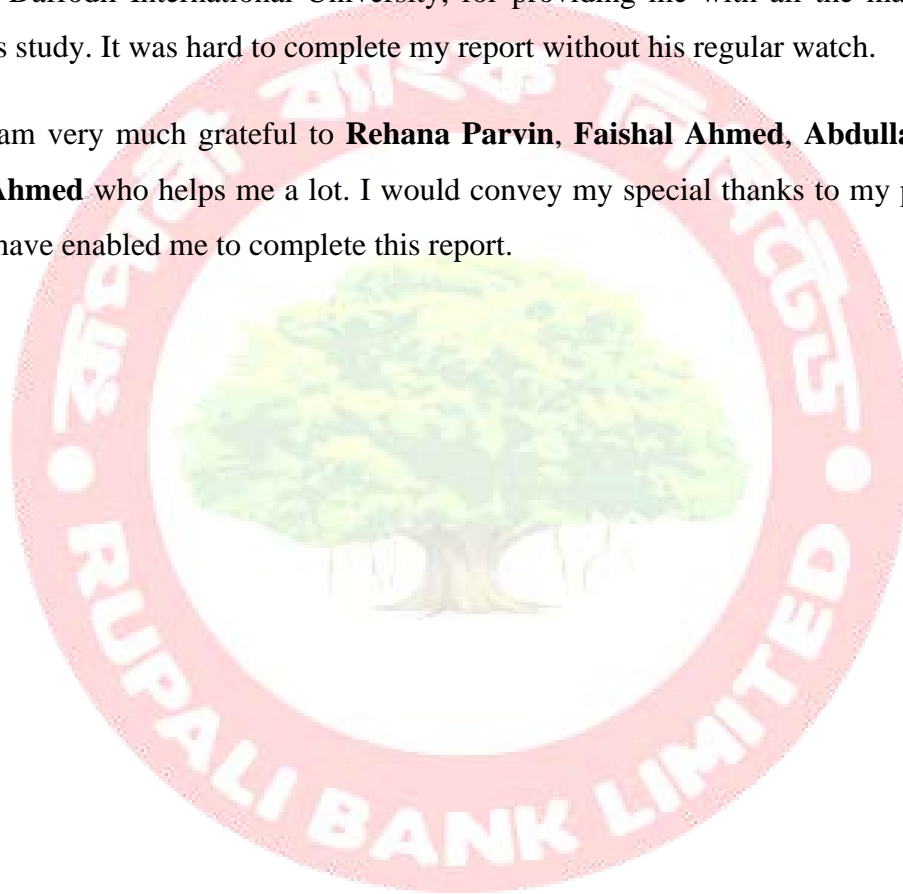 Daffodil International University, for providing me with all the
s study. It was hard to complete my report without his regular watch.
am very much grateful to Rehana Parvin, Faishal Ahmed, Abdulla
Ahmed who helps me a lot. I would convey my special thanks to my
have enabled me to complete this report.
রূপালী ব্যাংক লিমিটেড
RUPALI BANK LIMITED